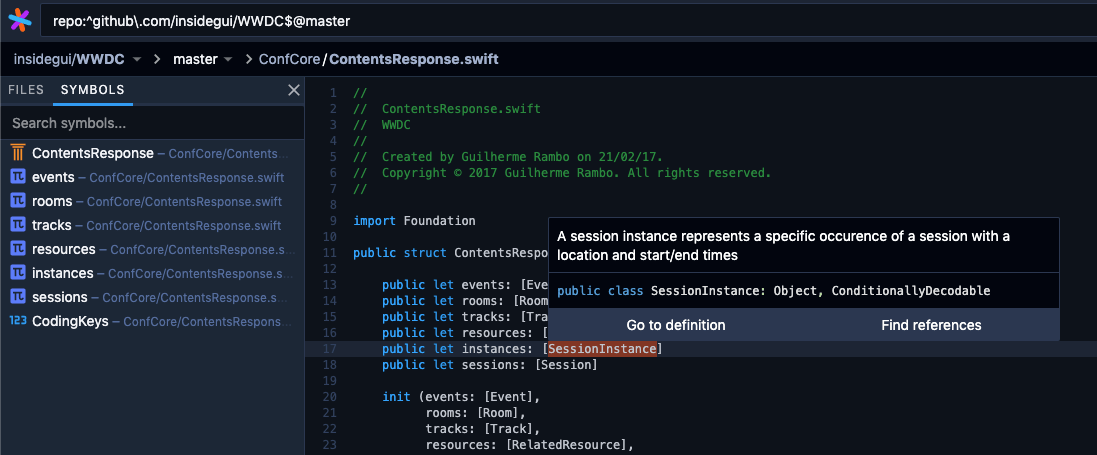 repo:^github\.com/insidegui/WWDC$@master
insidegui/WWDC > master > ConfCore/ContentsResponse.swift
FILES SYMBOLS
Search symbols...
ContentsResponse – ConfCore/Contents...
events – ConfCore/ContentsResponse.swift
rooms – ConfCore/ContentsResponse.swift
tracks – ConfCore/ContentsResponse.swift
resources – ConfCore/ContentsResponse.s...
instances – ConfCore/ContentsResponse.s...
sessions – ConfCore/ContentsResponse.s...
123 CodingKeys – ConfCore/ContentsRespons...
1 //
2 //  ContentsResponse.swift
3 //  WWDC
4 //
5 //  Created by Guilherme Rambo on 21/02/17.
6 //  Copyright © 2017 Guilherme Rambo. All rights reserved.
7 //
8
9 import Foundation
10
11 public struct ContentsRespo
12
13 public let events: [Eve
14 public let rooms: [Room
15 public let tracks: [Tra
16 public let resources: [
17 public let instances: [SessionInstance]
18 public let sessions: [Session]
19
20 init (events: [Event],
21 rooms: [Room],
22 tracks: [Track],
23 resources: [RelatedResource],
A session instance represents a specific occurence of a session with a
location and start/end times
public class SessionInstance: Object, ConditionallyDecodable
Go to definition Find references